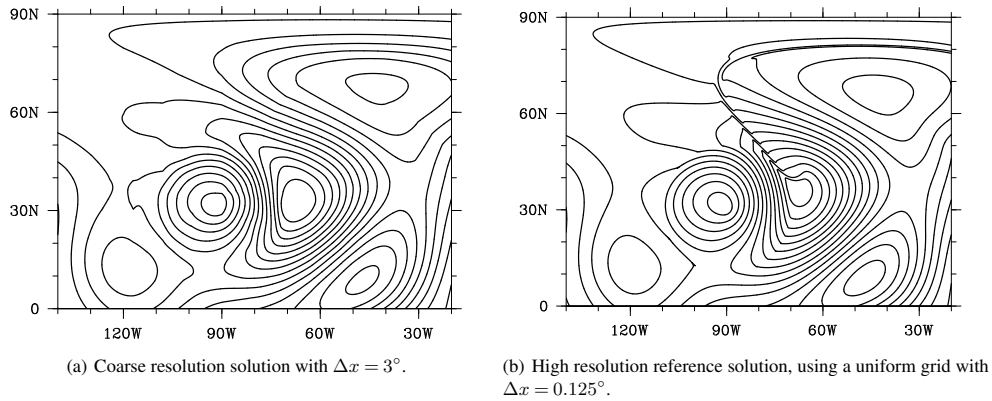 90N
60N
30N
0
120W
90W
60W
30W
(a) Coarse resolution solution with Δx = 3°.
90N
60N
30N
0
120W
90W
60W
30W
(b) High resolution reference solution, using a uniform grid with
Δx = 0.125°.